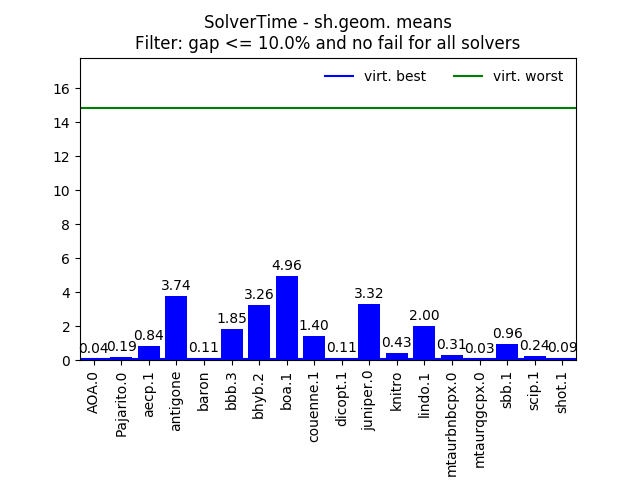 SolverTime - sh.geom. means
Filter: gap <= 10.0% and no fail for all solvers
virt. best virt. worst
16
14
12
10
8
6
4
2
0
0.04 0.19 0.84 3.74 0.11 1.85 3.26 4.96 1.40 0.11 3.32 0.43 2.00 0.31 0.03 0.96 0.24 0.09
AOA.0
Pajarito.0
aecp.1
antigone
baron
bbb.3
bhyb.2
boa.1
couenne.1
dicopt.1
juniper.0
knitro
lindo.1
mtaurbnbcpx.0
mtaurqgcpx.0
sbb.1
scip.1
shot.1